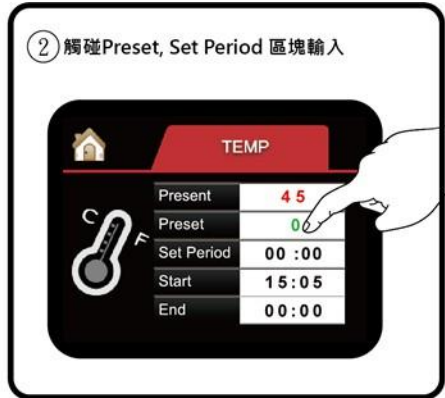 ② 觸碰Preset, Set Period 區塊輸入
TEMP
C
F
Present 45
Preset 0
Set Period 00 :00
Start 15:05
End 00:00